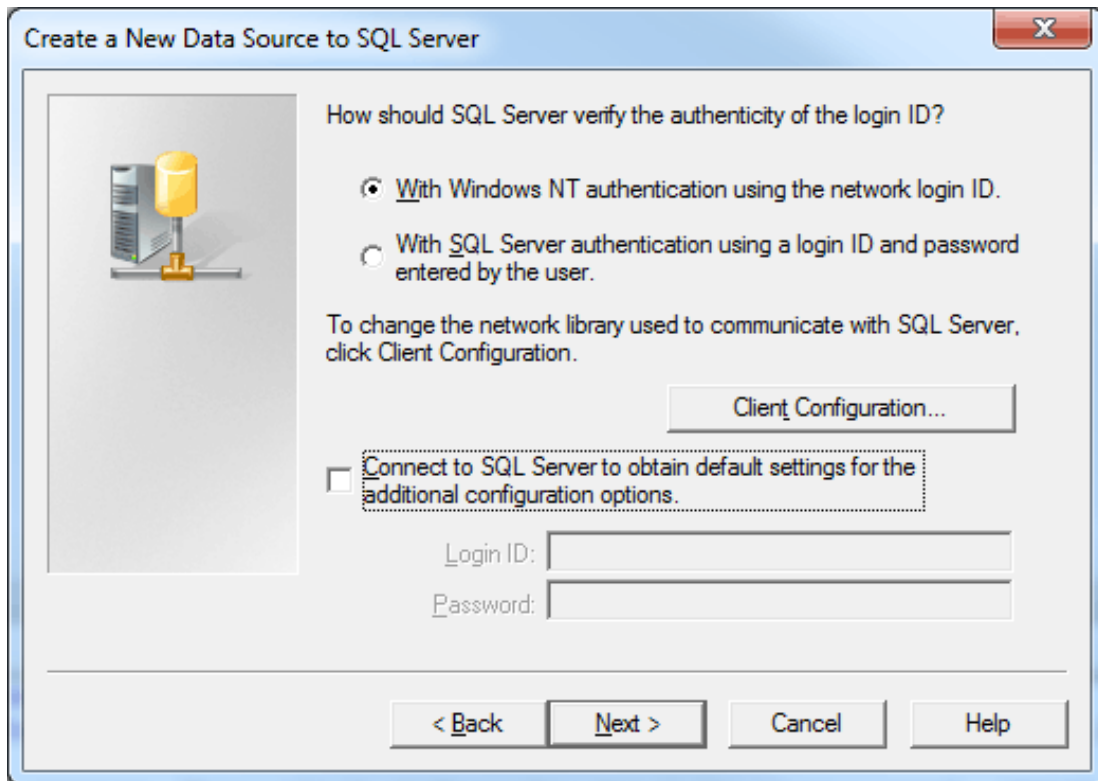 Create a New Data Source to SQL Server
How should SQL Server verify the authenticity of the login ID?
With Windows NT authentication using the network login ID.
With SQL Server authentication using a login ID and password
entered by the user.
To change the network library used to communicate with SQL Server,
click Client Configuration.
Client Configuration...
Connect to SQL Server to obtain default settings for the
additional configuration options.
Login ID:
Password:
< Back Next > Cancel Help